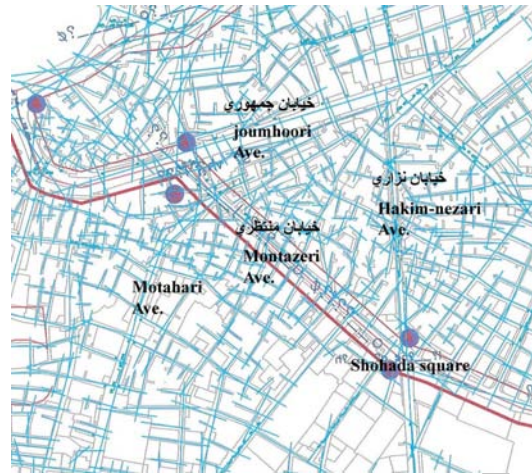 خيابان جمهوري
joumhoori
Ave.
خيابان نزاري
Hakim-nezari
Ave.
خيابان منتظري
Montazeri
Ave.
Motahari
Ave.
Shohada square